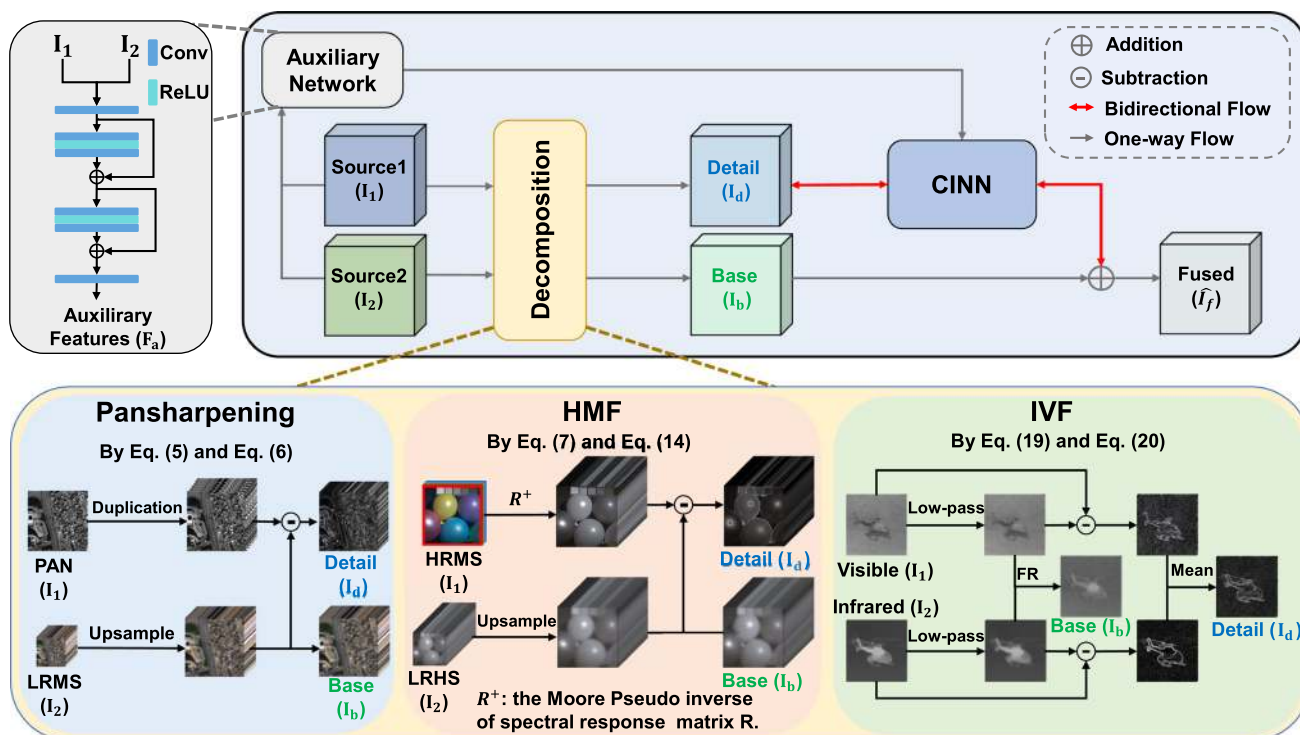 I₁ I₂
Conv
ReLU
Auxilirary
Features (Fₐ)
Auxiliary
Network
Source1
(I₁)
Source2
(I₂)
Decomposition
Detail
(I_d)
Base
(I_b)
CINN
Fused
(\hat{I_f})
Addition
Subtraction
Bidirectional Flow
One-way Flow
Pansharpening
By Eq. (5) and Eq. (6)
PAN
(I₁)
Duplication
Detail
(I_d)
LRMS
(I₂)
Upsample
Base
(I_b)
HMF
By Eq. (7) and Eq. (14)
HRMS
(I₁)
R⁺
Detail (I_d)
LRHS
(I₂)
Upsample
Base (I_b)
R⁺: the Moore Pseudo inverse
of spectral response matrix R.
IVF
By Eq. (19) and Eq. (20)
Visible (I₁)
Low-pass
FR
Mean
Infrared (I₂)
Low-pass
Base (I_b)
Detail (I_d)